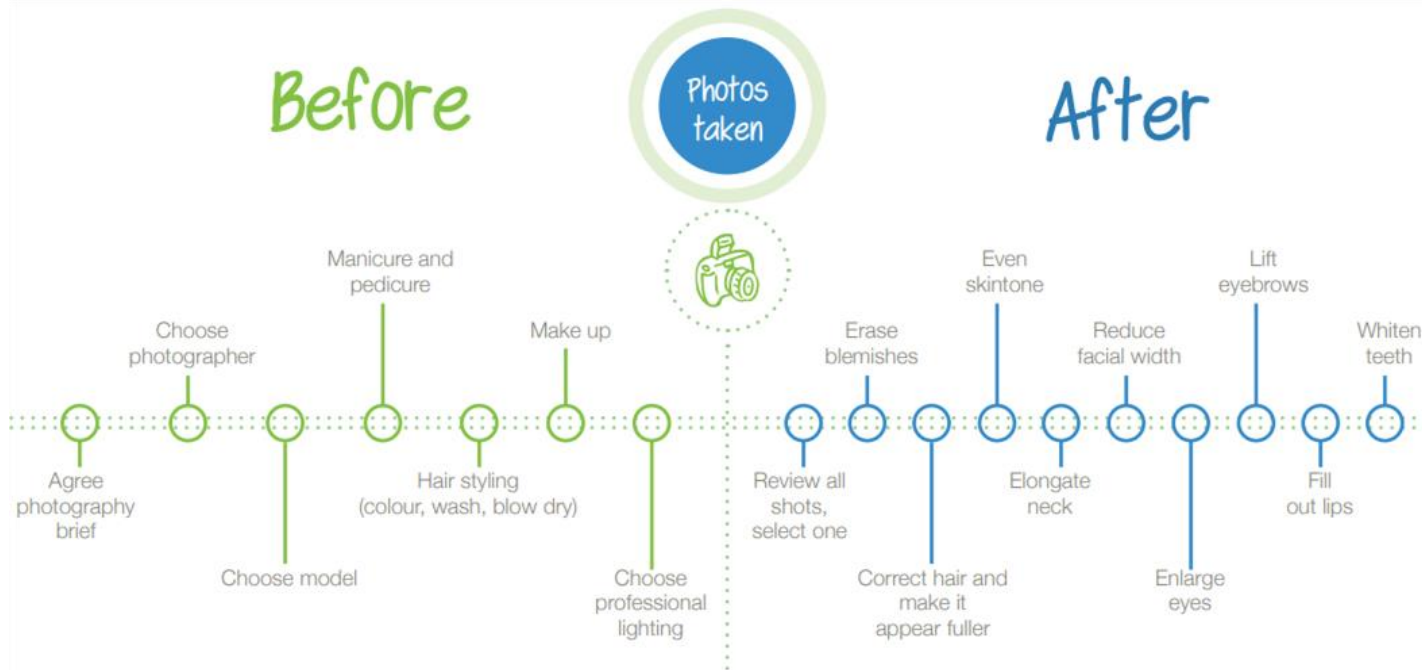 Before
Photos
taken
After
Agree
photography
brief
Choose
photographer
Choose model
Manicure and
pedicure
Hair styling
(colour, wash, blow dry)
Make up
Choose
professional
lighting
Review all
shots,
select one
Erase
blemishes
Correct hair and
make it
appear fuller
Even
skintone
Elongate
neck
Reduce
facial width
Enlarge
eyes
Lift
eyebrows
Fill
out lips
Whiten
teeth